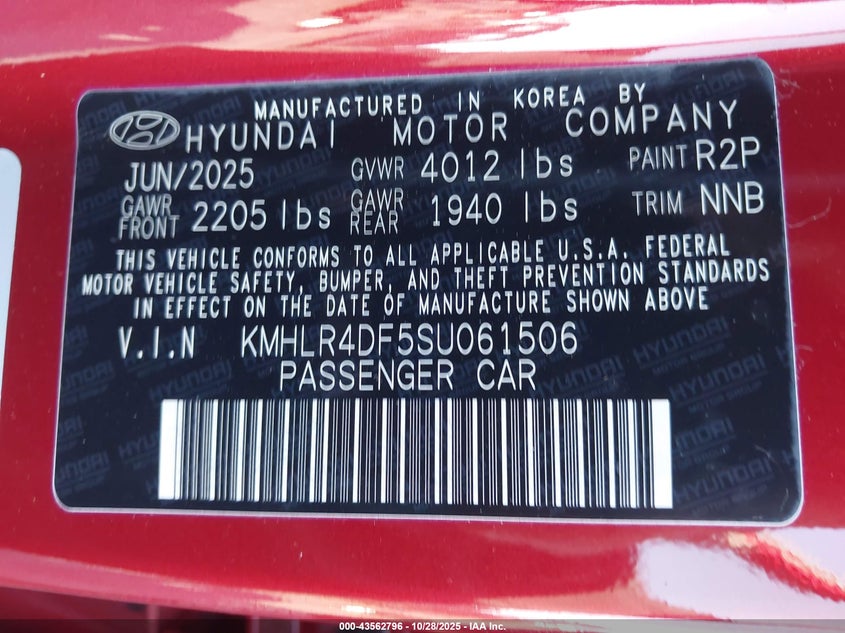 MANUFACTURED IN KOREA BY
HYUNDAI MOTOR COMPANY
JUN/2025 GVWR 4012 lbs PAINT R2P
GAWR FRONT 2205 lbs GAWR REAR 1940 lbs TRIM NNB
THIS VEHICLE CONFORMS TO ALL APPLICABLE U.S.A. FEDERAL
MOTOR VEHICLE SAFETY, BUMPER, AND THEFT PREVENTION STANDARDS
IN EFFECT ON THE DATE OF MANUFACTURE SHOWN ABOVE
V.I.N KMHLR4DF5SU061506
PASSENGER CAR
000-43562796 - 10/28/2025 - IAA Inc.